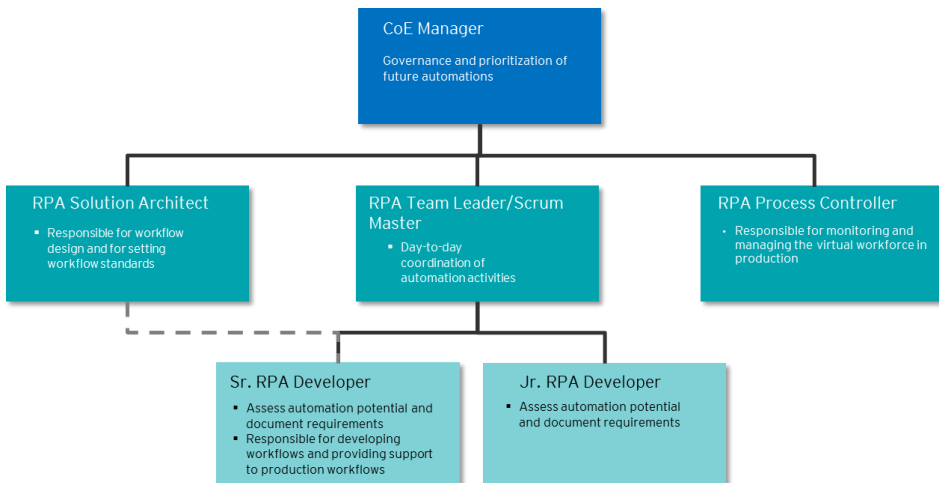 CoE Manager
Governance and prioritization of
future automations
RPA Solution Architect
▪ Responsible for workflow
design and for setting
workflow standards
RPA Team Leader/Scrum
Master
▪ Day-to-day
coordination of
automation activities
RPA Process Controller
• Responsible for monitoring and
managing the virtual workforce in
production
Sr. RPA Developer
▪ Assess automation potential and
document requirements
▪ Responsible for developing
workflows and providing support
to production workflows
Jr. RPA Developer
▪ Assess automation potential
and document requirements